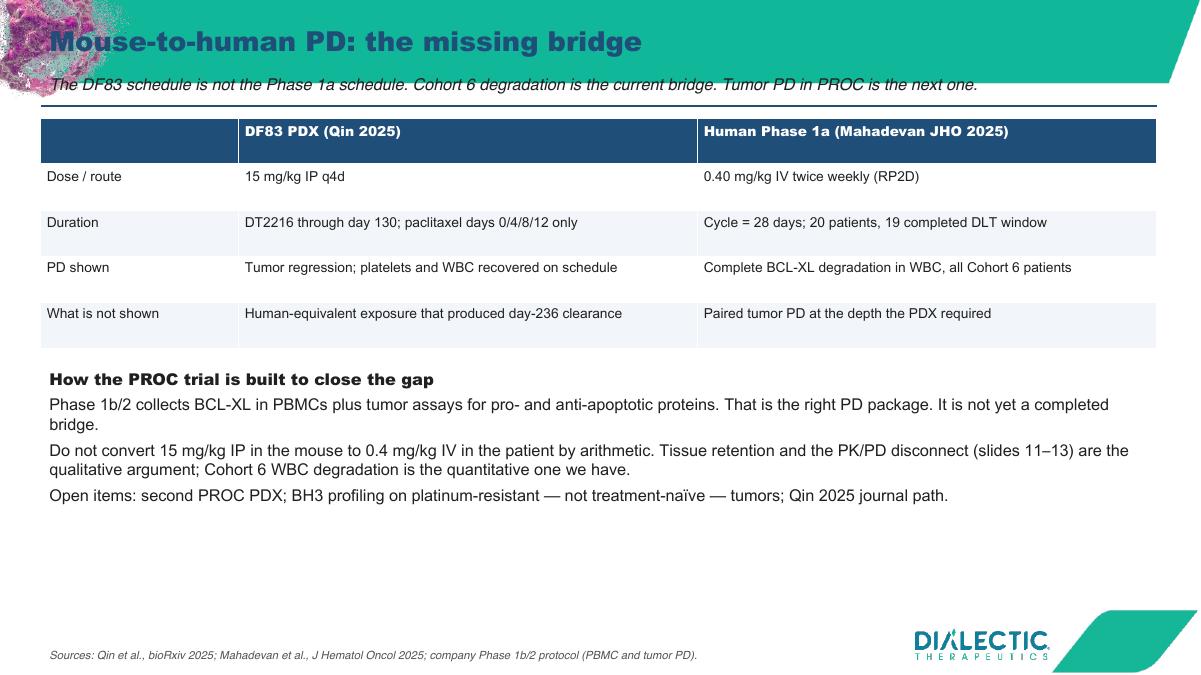 Mouse-to-human PD: the missing bridge
The DF83 schedule is not the Phase 1a schedule. Cohort 6 degradation is the current bridge. Tumor PD in PROC is the next one.
DF83 PDX (Qin 2025)
Human Phase 1a (Mahadevan JHO 2025)
Dose / route
15 mg/kg IP q4d
0.40 mg/kg IV twice weekly (RP2D)
Duration
DT2216 through day 130; paclitaxel days 0/4/8/12 only
Cycle = 28 days; 20 patients, 19 completed DLT window
PD shown
Tumor regression; platelets and WBC recovered on schedule
Complete BCL-XL degradation in WBC, all Cohort 6 patients
What is not shown
Human-equivalent exposure that produced day-236 clearance
Paired tumor PD at the depth the PDX required
How the PROC trial is built to close the gap
Phase 1b/2 collects BCL-XL in PBMCs plus tumor assays for pro- and anti-apoptotic proteins. That is the right PD package. It is not yet a completed
bridge.
Do not convert 15 mg/kg IP in the mouse to 0.4 mg/kg IV in the patient by arithmetic. Tissue retention and the PK/PD disconnect (slides 11–13) are the
qualitative argument; Cohort 6 WBC degradation is the quantitative one we have.
Open items: second PROC PDX; BH3 profiling on platinum-resistant — not treatment-naïve — tumors; Qin 2025 journal path.
Sources: Qin et al., bioRxiv 2025; Mahadevan et al., J Hematol Oncol 2025; company Phase 1b/2 protocol (PBMC and tumor PD).
DIALECTIC
THERAPEUTICS